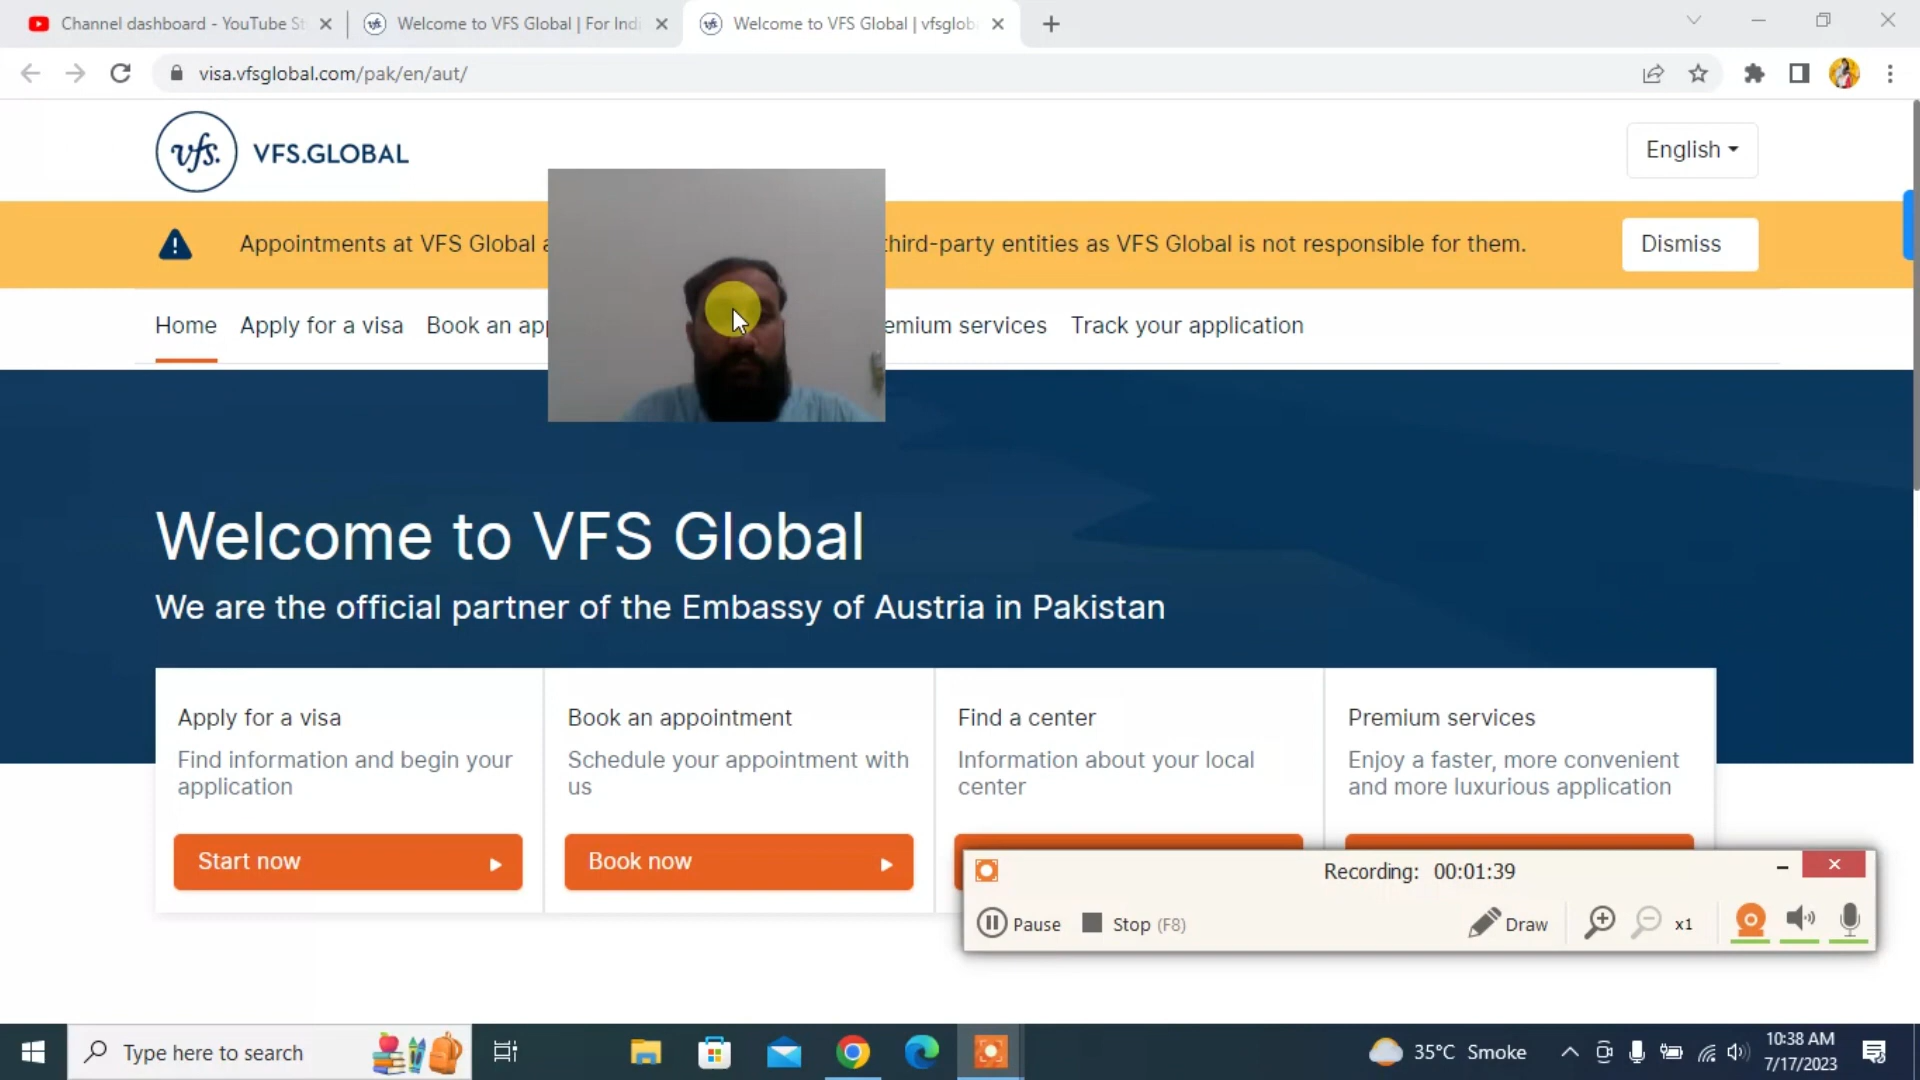 Channel dashboard - YouTube St
Welcome to VFS Global | For Indi
Welcome to VFS Global | vfsglob
visa.vfsglobal.com/pak/en/aut/
vfs.
VFS.GLOBAL
English
Appointments at VFS Global
third-party entities as VFS Global is not responsible for them.
Dismiss
Home
Apply for a visa
Book an app
emium services
Track your application
Welcome to VFS Global
We are the official partner of the Embassy of Austria in Pakistan
Apply for a visa
Find information and begin your
application
Start now
Book an appointment
Schedule your appointment with
us
Book now
Find a center
Information about your local
center
Premium services
Enjoy a faster, more convenient
and more luxurious application
Recording: 00:01:39
Pause
Stop (F8)
Draw
x1
Type here to search
35°C Smoke
10:38 AM
7/17/2023